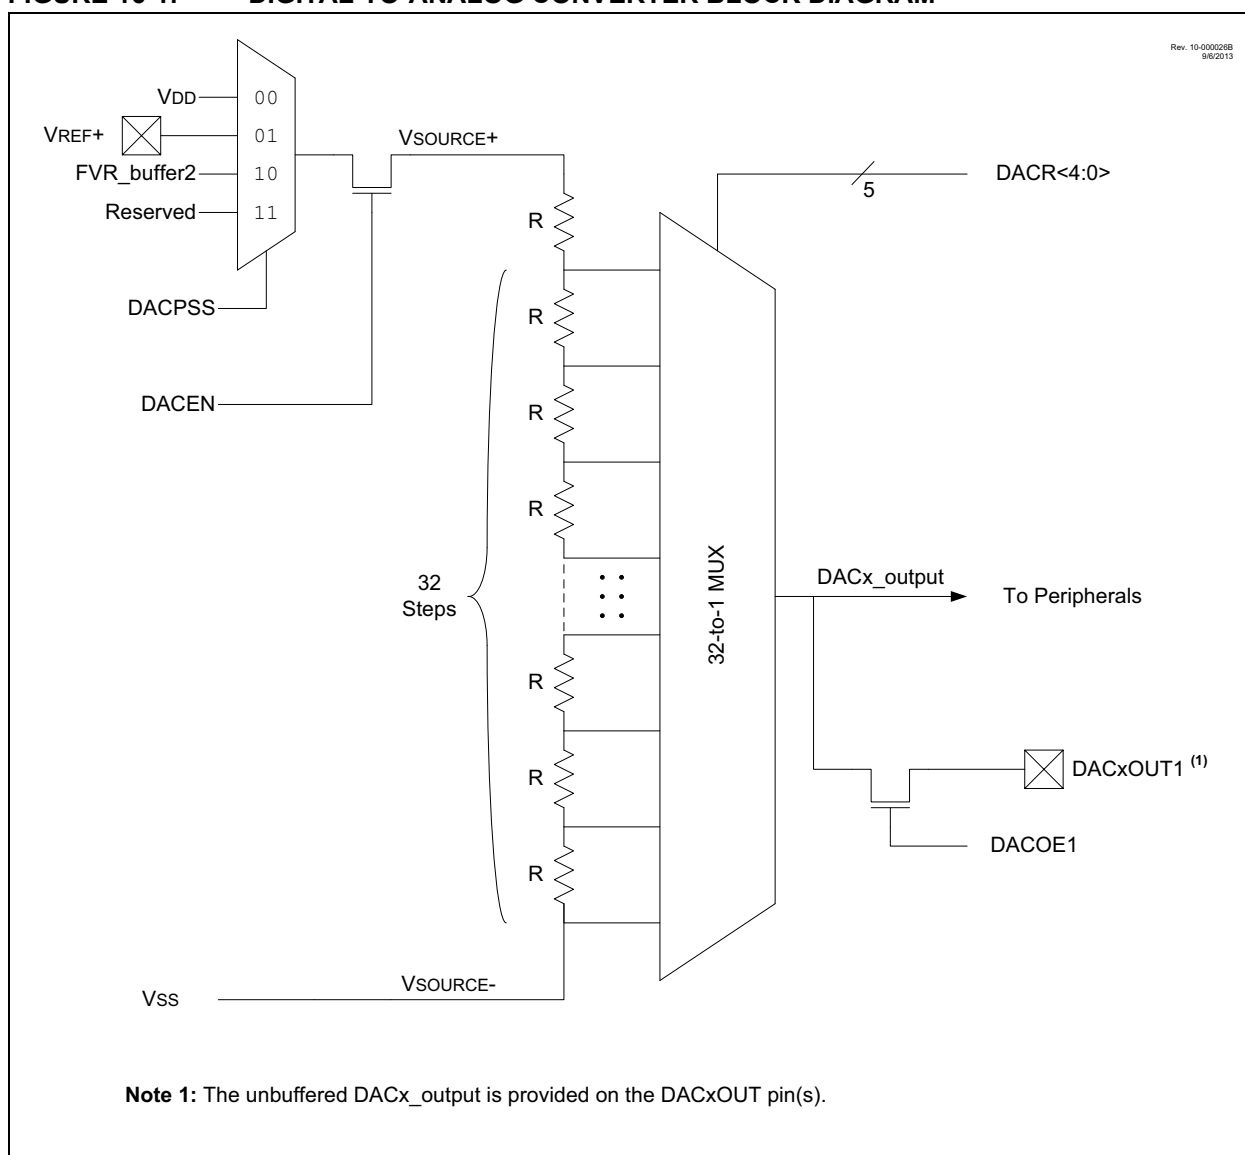 Rev. 10-000026B
9/6/2013
VDD
00
VREF+
01
VSOURCE+
FVR_buffer2
10
DACR<4:0>
5
Reserved
11
R
DACPSS
R
DACEN
R
R
32
Steps
32-to-1 MUX
DACx_output
To Peripherals
R
R
DACxOUT1 (1)
DACOE1
R
VSS
VSOURCE-
Note 1: The unbuffered DACx_output is provided on the DACxOUT pin(s).